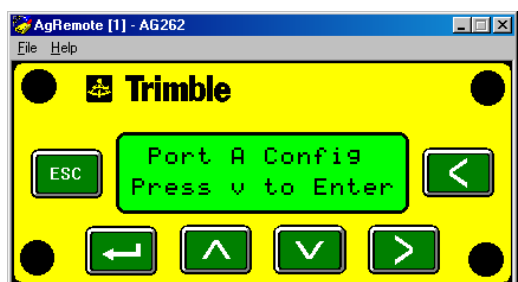 AgRemote [1] - AG262
File Help
Trimble
ESC
Port A Config
Press v to Enter